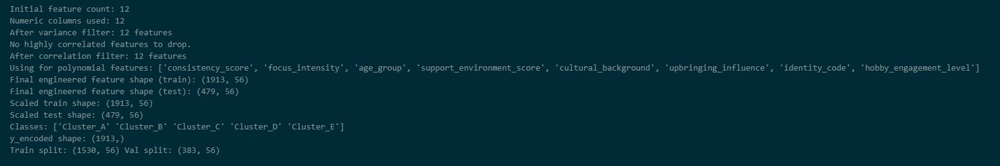 Initial feature count: 12
Numeric columns used: 12
After variance filter: 12 features
No highly correlated features to drop.
After correlation filter: 12 features
Using for polynomial features: ['consistency_score', 'focus_intensity', 'age_group', 'support_environment_score', 'cultural_background', 'upbringing_influence', 'identity_code', 'hobby_engagement_level']
Final engineered feature shape (train): (1913, 56)
Final engineered feature shape (test): (479, 56)
Scaled train shape: (1913, 56)
Scaled test shape: (479, 56)
Classes: ['Cluster_A' 'Cluster_B' 'Cluster_C' 'Cluster_D' 'Cluster_E']
y_encoded shape: (1913,)
Train split: (1530, 56) Val split: (383, 56)